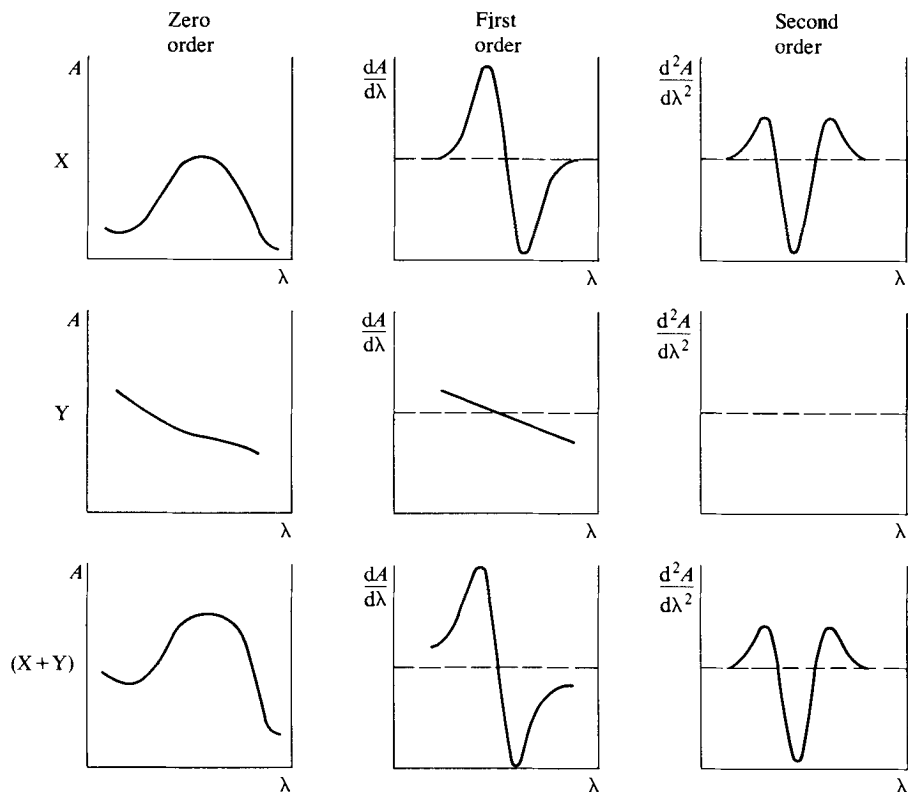 Zero
order
First
order
Second
order
A
dA
dλ
d²A
dλ²
X
λ
λ
λ
A
dA
dλ
d²A
dλ²
Y
λ
λ
λ
A
dA
dλ
d²A
dλ²
(X + Y)
λ
λ
λ